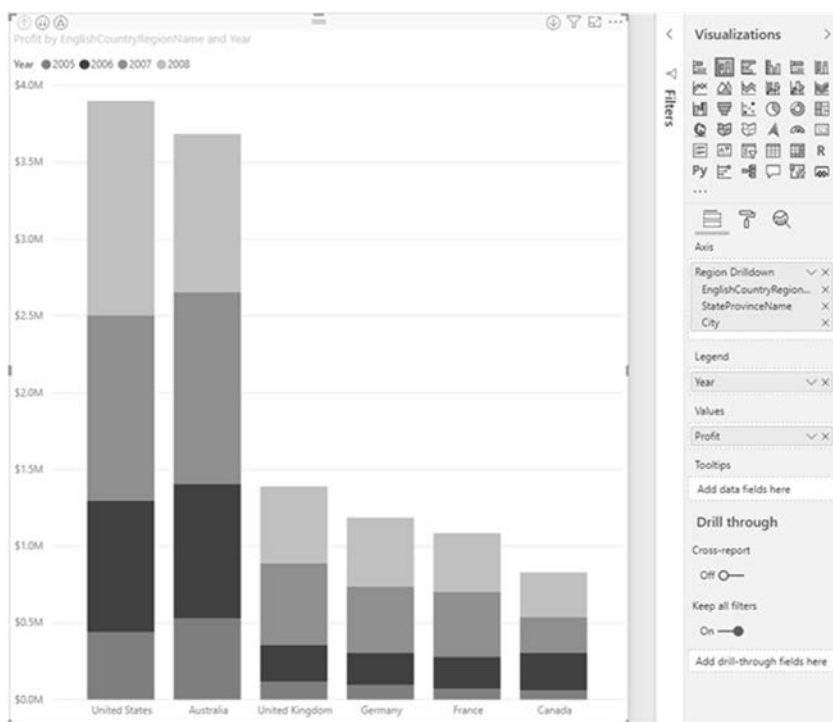 Profit by EnglishCountryRegionName and Year
Year 2005 2006 2007 2008
$4.0M
$3.5M
$3.0M
$2.5M
$2.0M
$1.5M
$1.0M
$0.5M
$0.0M
United States Australia United Kingdom Germany France Canada
Filters
Visualizations
R
Py
...
Axis
Region Drilldown
EnglishCountryRegion...
StateProvinceName
City
Legend
Year
Values
Profit
Tooltips
Add data fields here
Drill through
Cross-report
Off
Keep all filters
On
Add drill-through fields here